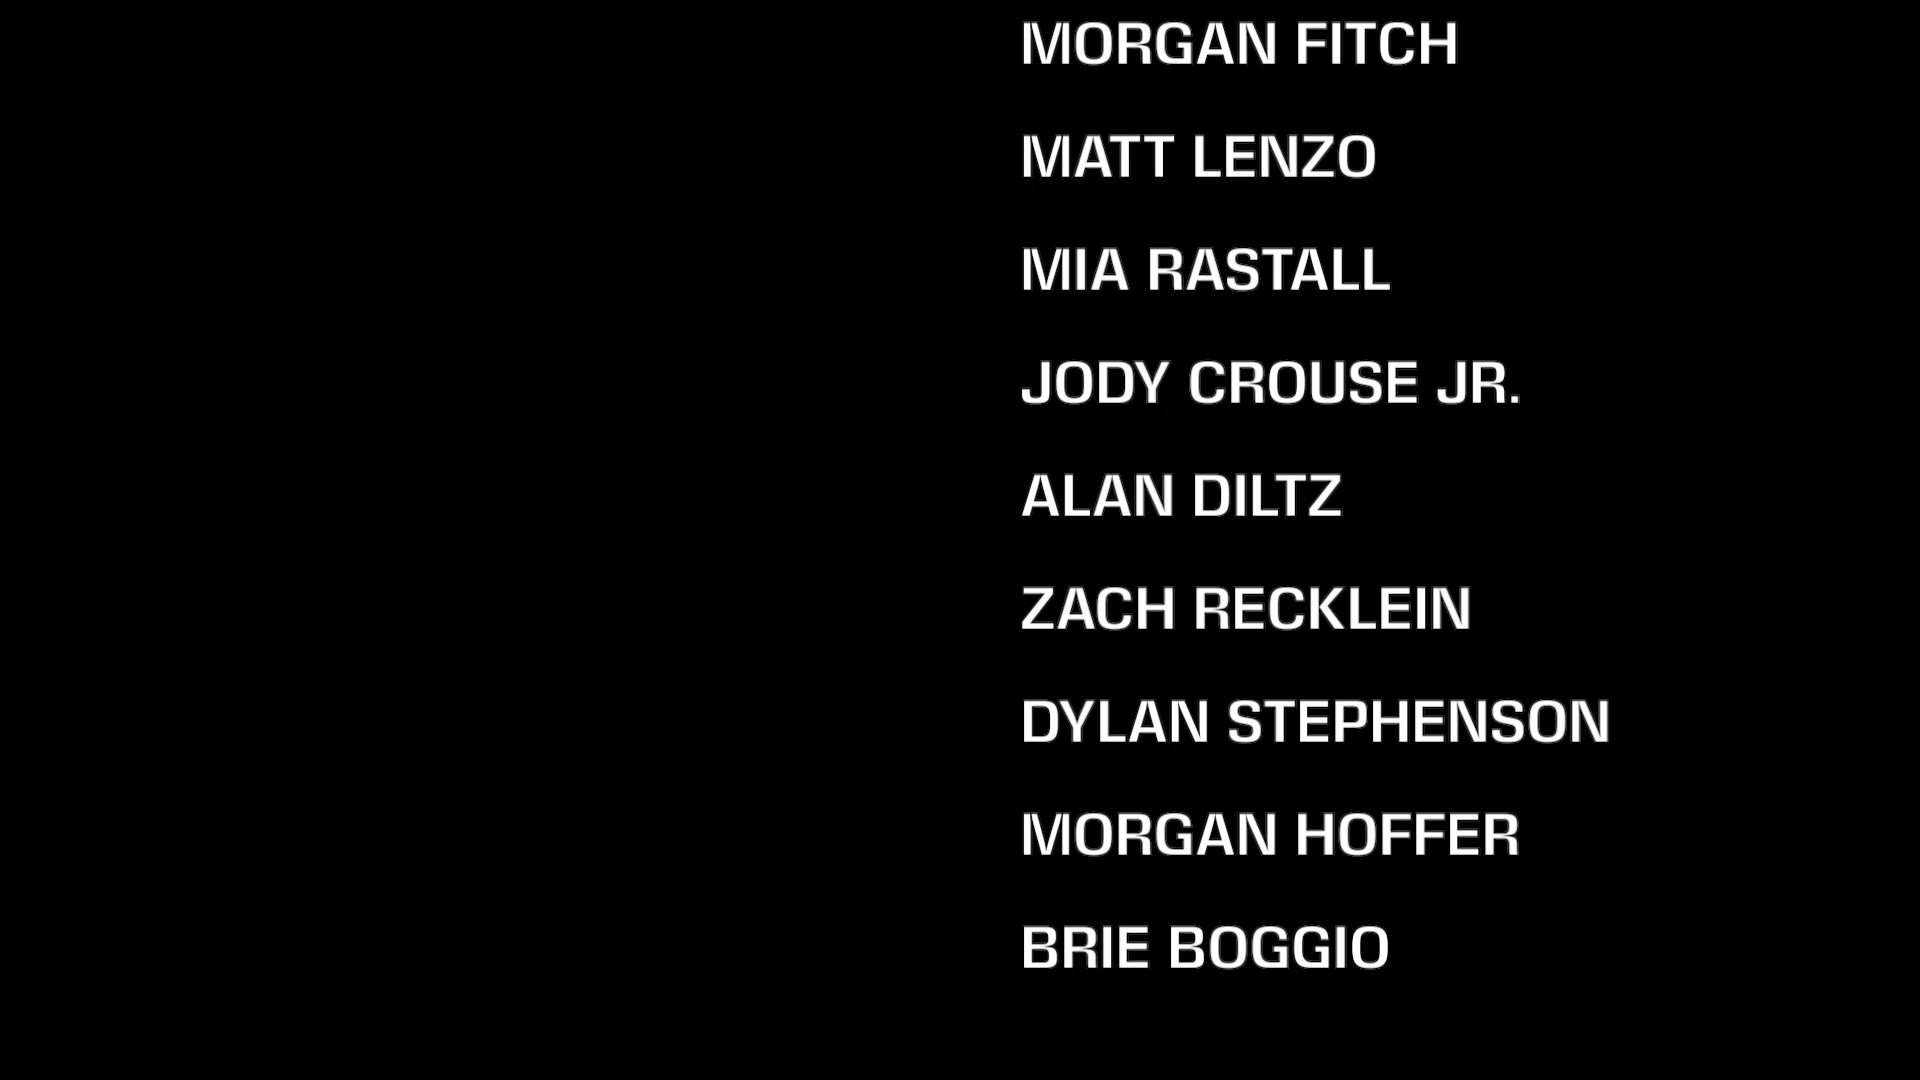 MORGAN FITCH
MATT LENZO
MIA RASTALL
JODY CROUSE JR.
ALAN DILTZ
ZACH RECKLEIN
DYLAN STEPHENSON
MORGAN HOFFER
BRIE BOGGIO